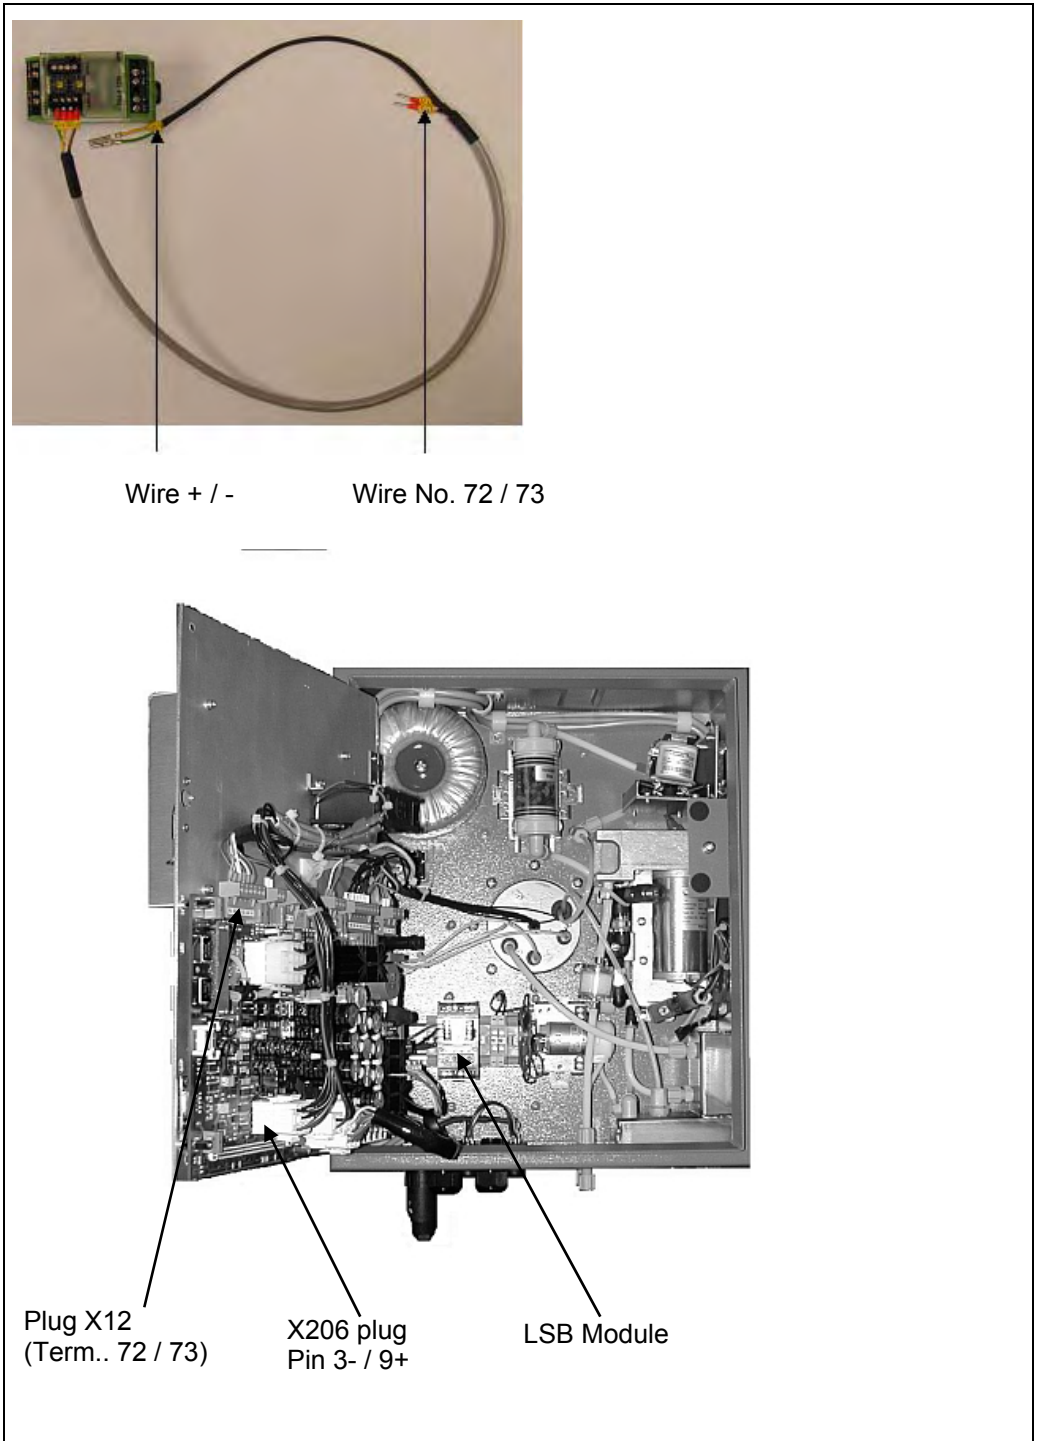 Wire + / -
Wire No. 72 / 73
Plug X12
(Term.. 72 / 73)
X206 plug
Pin 3- / 9+
LSB Module